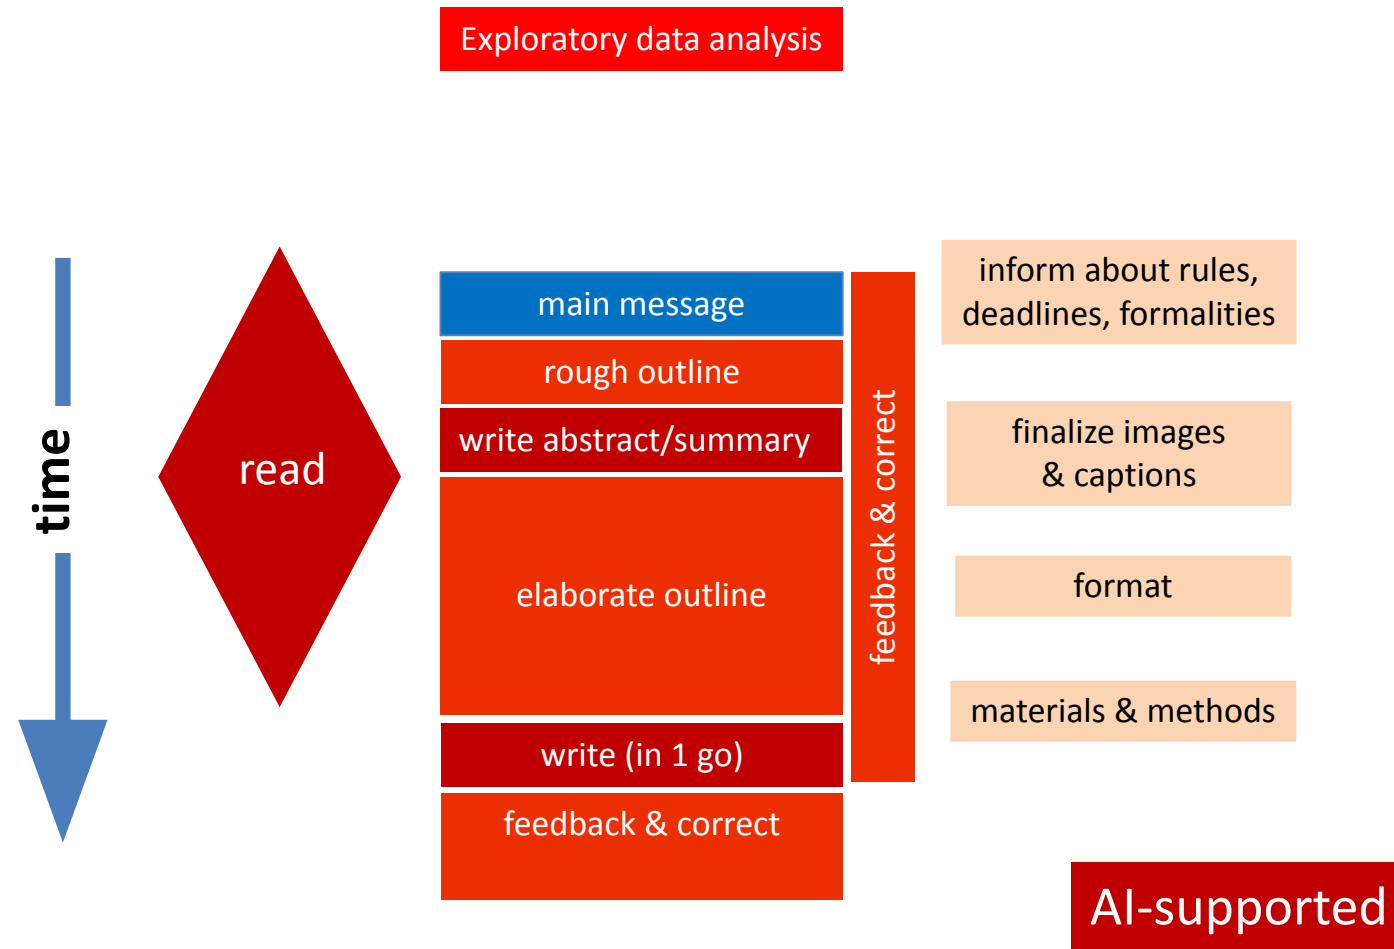 Exploratory data analysis
time
read
main message
rough outline
write abstract/summary
elaborate outline
write (in 1 go)
feedback & correct
feedback & correct
inform about rules,
deadlines, formalities
finalize images
& captions
format
materials & methods
AI-supported